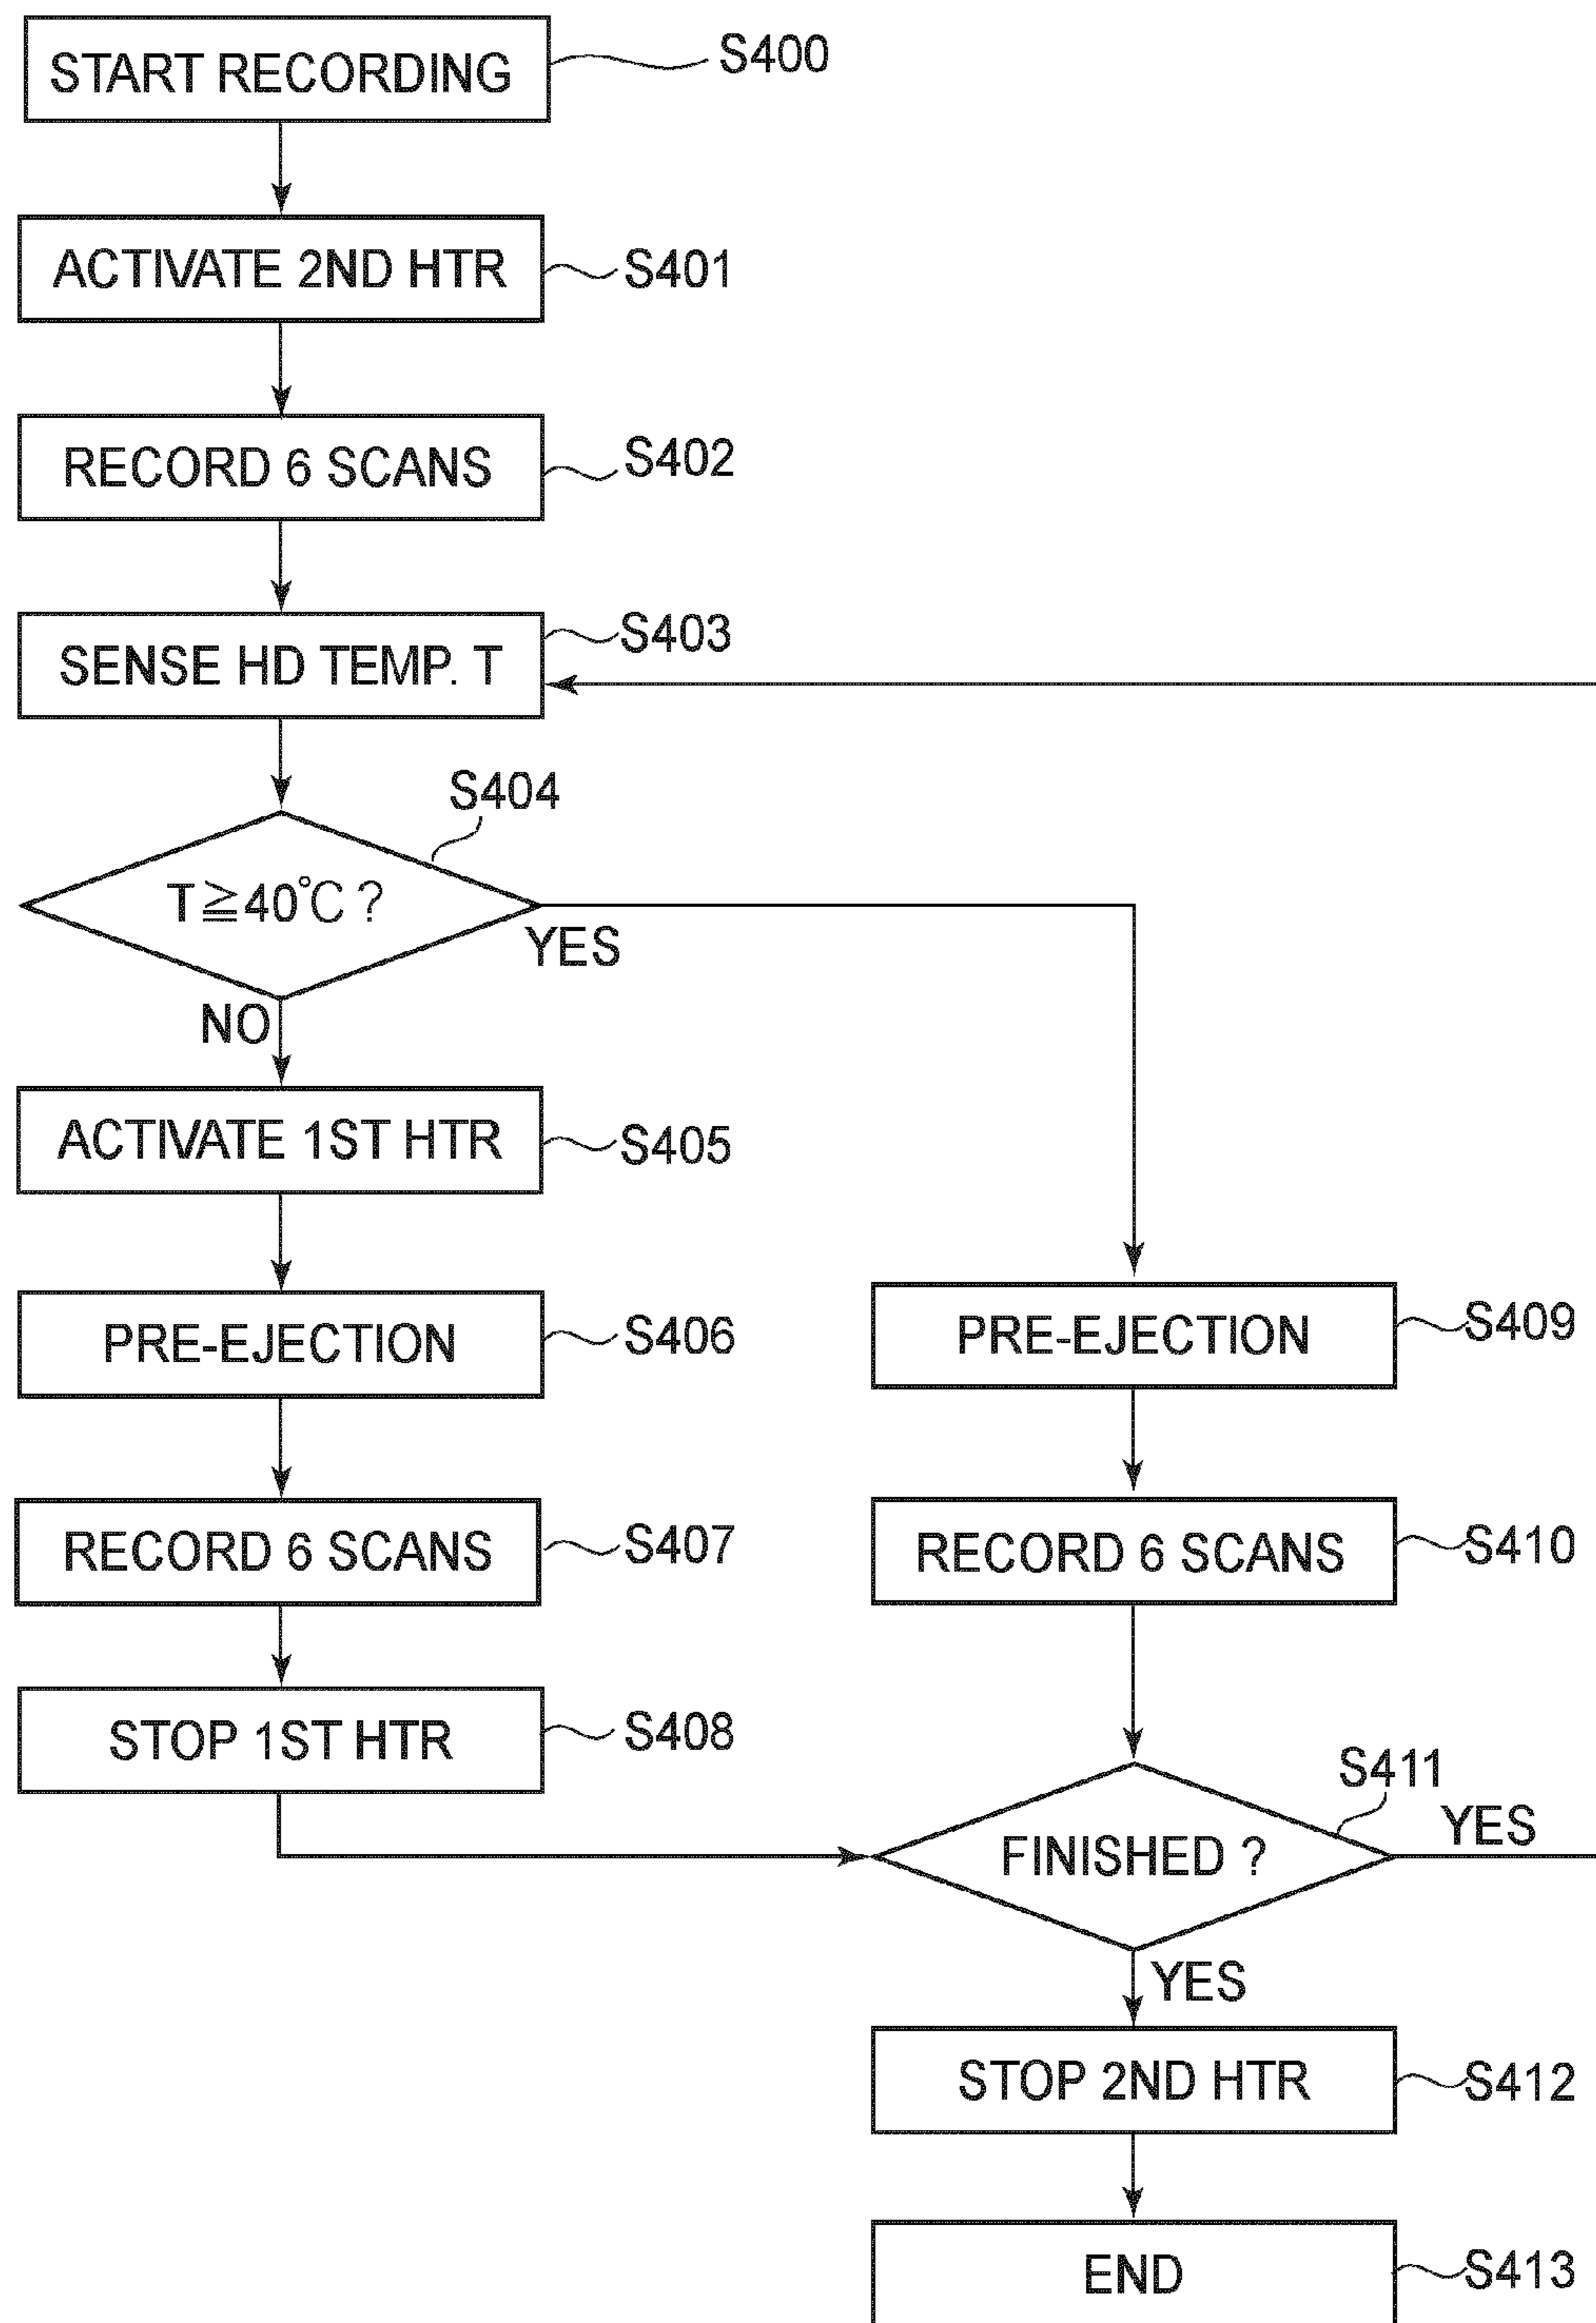 START RECORDING
S400
ACTIVATE 2ND HTR
S401
RECORD 6 SCANS
S402
SENSE HD TEMP. T
S403
S404
T≧40°C ?
YES
NO
ACTIVATE 1ST HTR
S405
PRE-EJECTION
S406
RECORD 6 SCANS
S407
STOP 1ST HTR
S408
PRE-EJECTION
S409
RECORD 6 SCANS
S410
S411
FINISHED ?
YES
YES
STOP 2ND HTR
S412
END
S413